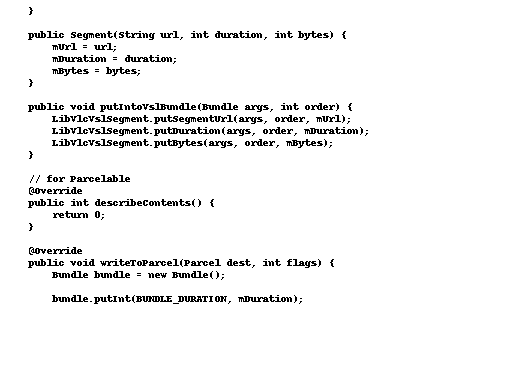 }
public Segment(String url, int duration, int bytes) {
mUrl = url;
mDuration = duration;
mBytes = bytes;
}
public void putIntoVslBundle(Bundle args, int order) {
LibVlcVslSegment.putSegmentUrl(args, order, mUrl);
LibVlcVslSegment.putDuration(args, order, mDuration);
LibVlcVslSegment.putBytes(args, order, mBytes);
}
// for Parcelable
@Override
public int describeContents() {
return 0;
}
@Override
public void writeToParcel(Parcel dest, int flags) {
Bundle bundle = new Bundle();
bundle.putInt(BUNDLE_DURATION, mDuration);